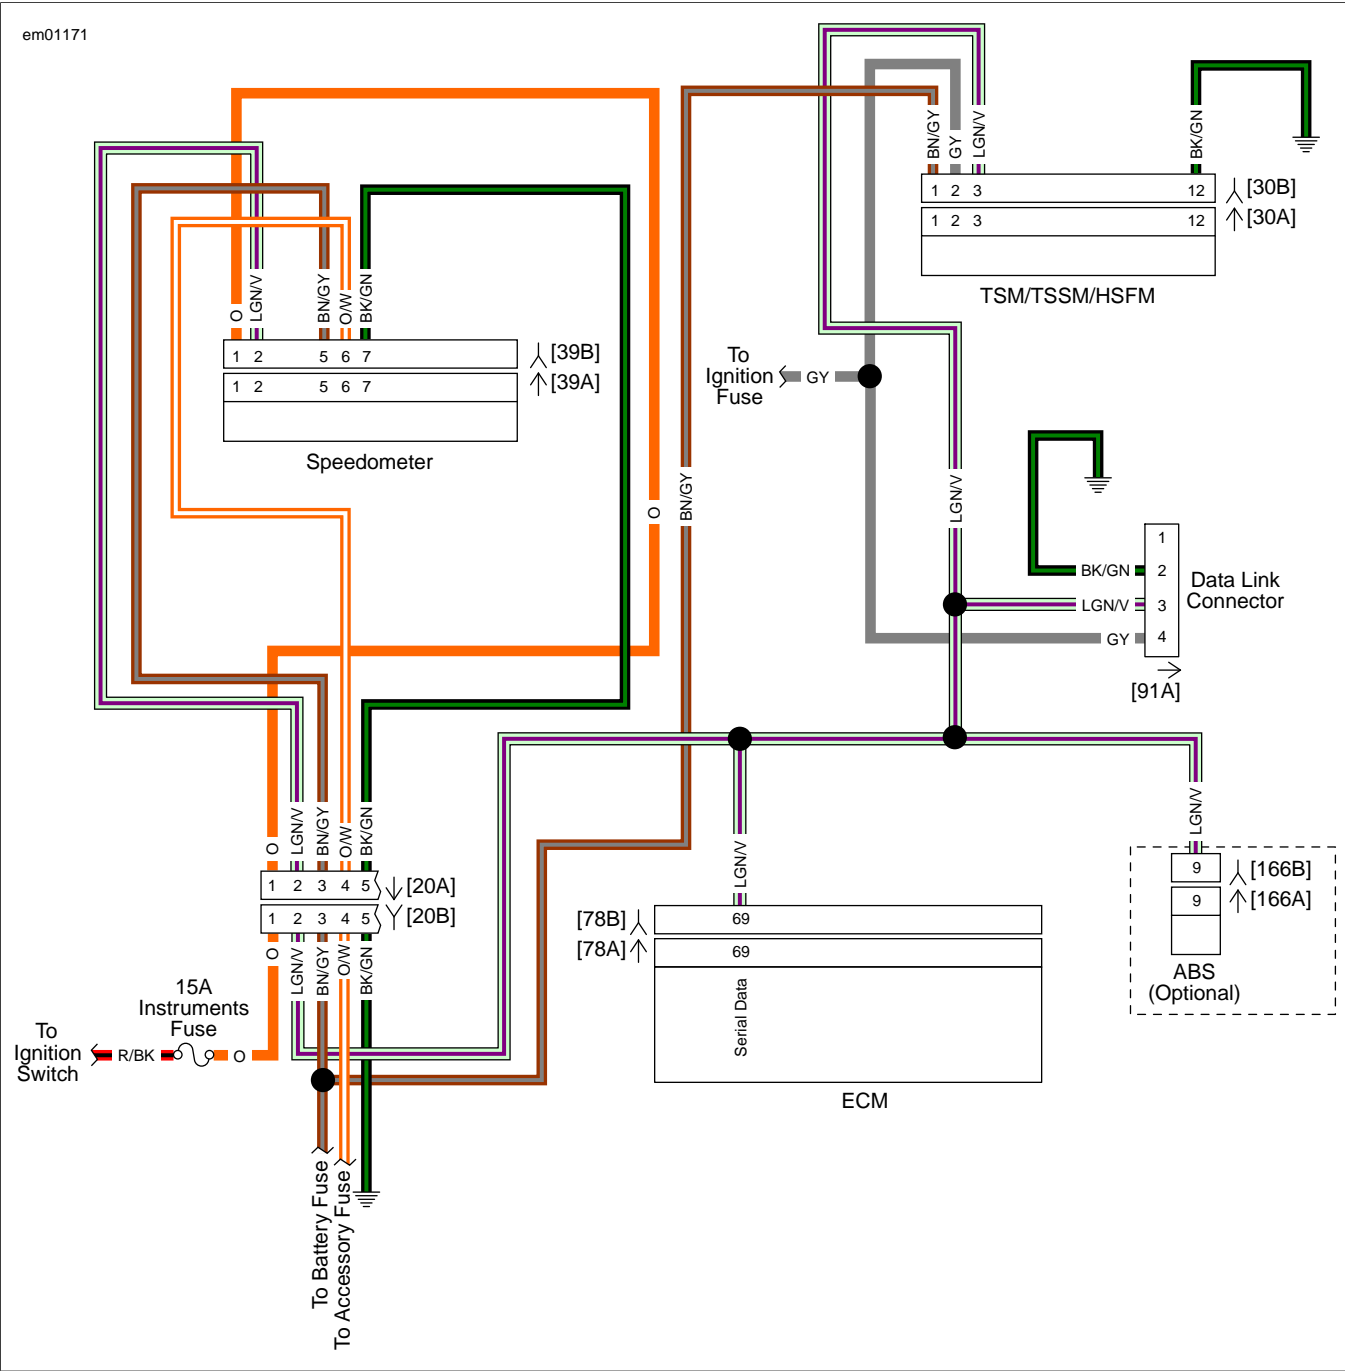 em01171
BN/GY
GY
LGN/V
BK/GN
1 2 3 12
[30B]
1 2 3 12
[30A]
TSM/TSSM/HSFM
O
LGN/V
BN/GY
O/W
BK/GN
1 2 5 6 7
[39B]
1 2 5 6 7
[39A]
Speedometer
To
Ignition
Fuse
GY
O
BN/GY
LGN/V
1
BK/GN 2
LGN/V 3
GY 4
Data Link
Connector
[91A]
O
LGN/V
BN/GY
O/W
BK/GN
1 2 3 4 5
[20A]
1 2 3 4 5
[20B]
O
LGN/V
BN/GY
O/W
BK/GN
15A
Instruments
Fuse
To
Ignition
Switch
R/BK
O
To Battery Fuse
To Accessory Fuse
LGN/V
[78B]
69
[78A]
69
Serial Data
ECM
LGN/V
9
[166B]
9
[166A]
ABS
(Optional)